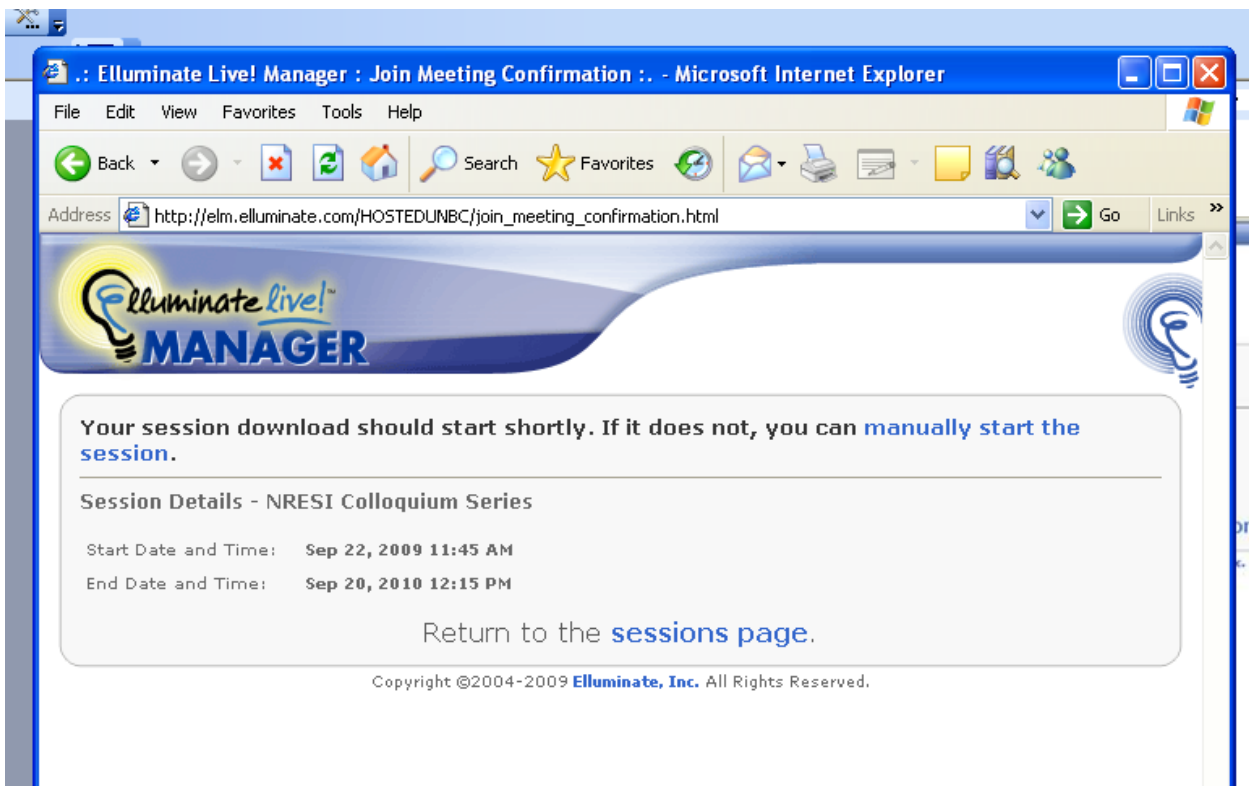 .: Elluminate Live! Manager : Join Meeting Confirmation :. - Microsoft Internet Explorer
File Edit View Favorites Tools Help
Back Search Favorites
Address http://elm.elluminate.com/HOSTEDUNBC/join_meeting_confirmation.html Go Links »
Elluminate live!™
MANAGER
Your session download should start shortly. If it does not, you can manually start the
session.
Session Details - NRESI Colloquium Series
Start Date and Time: Sep 22, 2009 11:45 AM
End Date and Time: Sep 20, 2010 12:15 PM
Return to the sessions page.
Copyright ©2004-2009 Elluminate, Inc. All Rights Reserved.